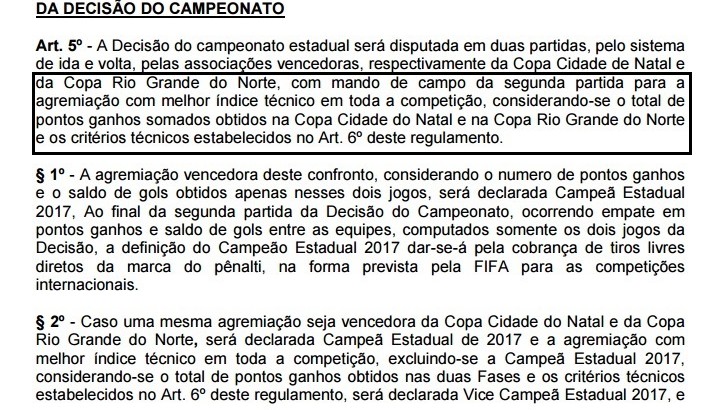 DA DECISÃO DO CAMPEONATO
Art. 5º - A Decisão do campeonato estadual será disputada em duas partidas, pelo sistema
de ida e volta, pelas associações vencedoras, respectivamente da Copa Cidade de Natal e
da Copa Rio Grande do Norte, com mando de campo da segunda partida para a
agremiação com melhor índice técnico em toda a competição, considerando-se o total de
pontos ganhos somados obtidos na Copa Cidade do Natal e na Copa Rio Grande do Norte
e os critérios técnicos estabelecidos no Art. 6º deste regulamento.
§ 1º - A agremiação vencedora deste confronto, considerando o numero de pontos ganhos
e o saldo de gols obtidos apenas nesses dois jogos, será declarada Campeã Estadual
2017, Ao final da segunda partida da Decisão do Campeonato, ocorrendo empate em
pontos ganhos e saldo de gols entre as equipes, computados somente os dois jogos da
Decisão, a definição do Campeão Estadual 2017 dar-se-á pela cobrança de tiros livres
diretos da marca do pênalti, na forma prevista pela FIFA para as competições
internacionais.
§ 2º - Caso uma mesma agremiação seja vencedora da Copa Cidade do Natal e da Copa
Rio Grande do Norte, será declarada Campeã Estadual de 2017 e a agremiação com
melhor índice técnico em toda a competição, excluindo-se a Campeã Estadual 2017,
considerando-se o total de pontos ganhos obtidos nas duas Fases e os critérios técnicos
estabelecidos no Art. 6º deste regulamento, será declarada Vice Campeã Estadual 2017, e